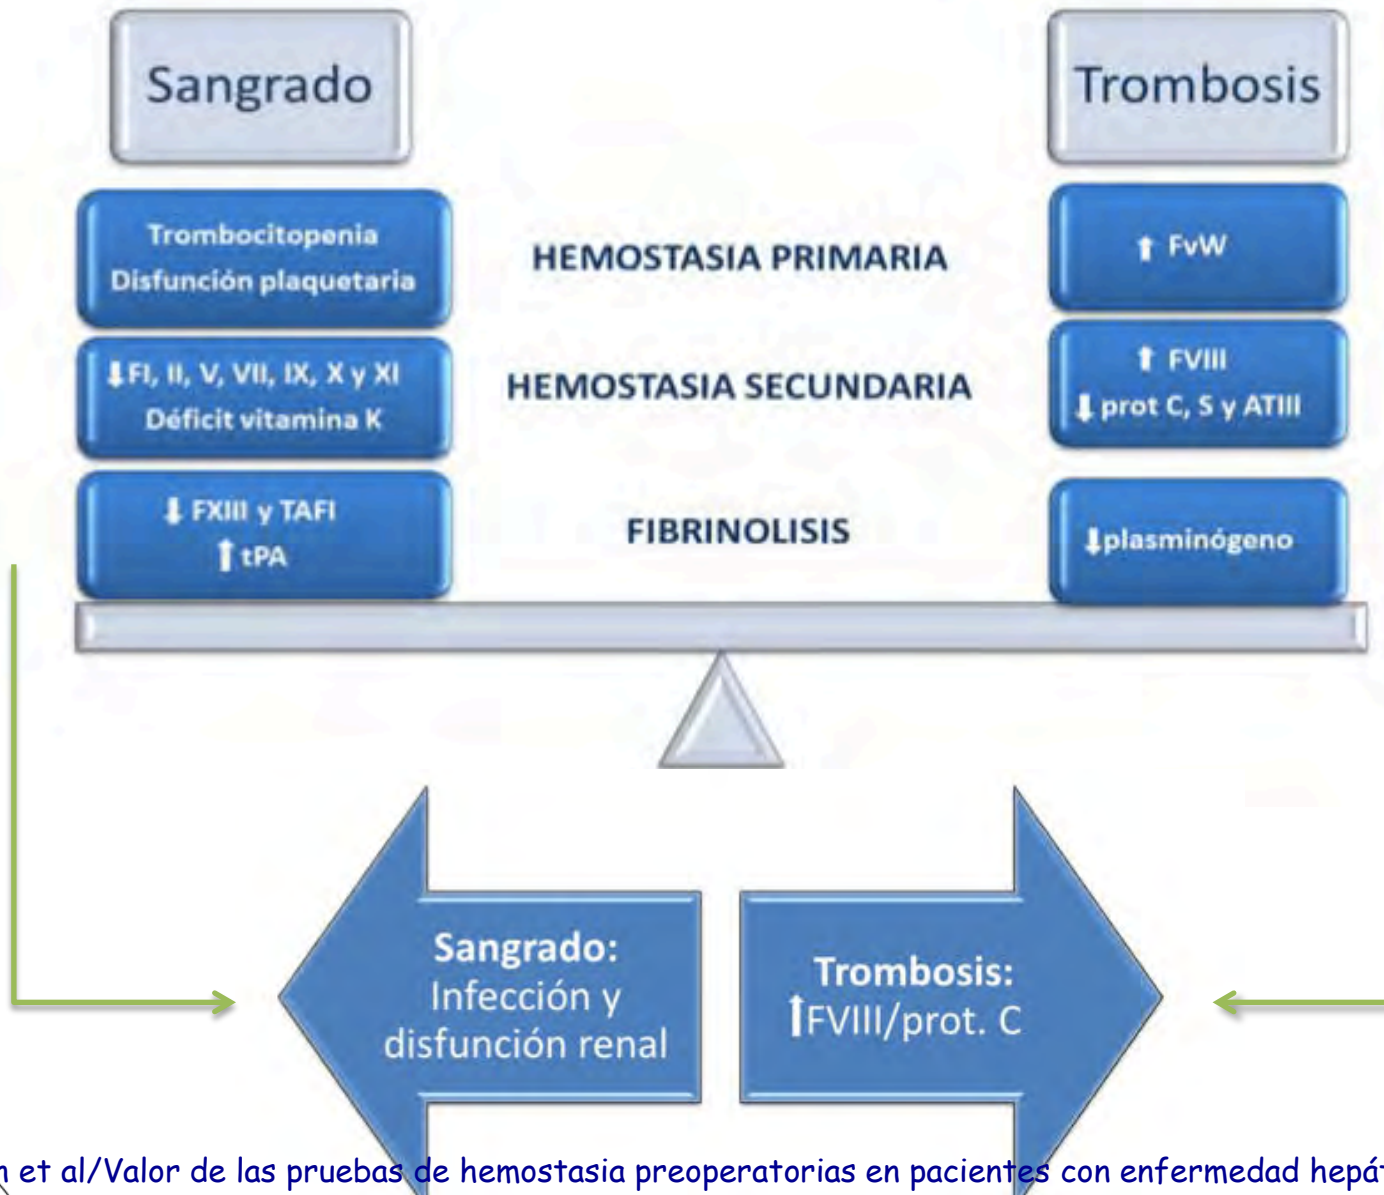 Sangrado
Trombosis
Trombocitopenia
Disfunción plaquetaria
HEMOSTASIA PRIMARIA
⬆ FvW
⬇FI, II, V, VII, IX, X y XI
Déficit vitamina K
HEMOSTASIA SECUNDARIA
⬆ FVIII
⬇ prot C, S y ATIII
⬇ FXIII y TAFI
⬆ tPA
FIBRINOLISIS
⬇plasminógeno
Sangrado:
Infección y
disfunción renal
Trombosis:
⬆FVIII/prot. C
et al/Valor de las pruebas de hemostasia preoperatorias en pacientes con enfermedad